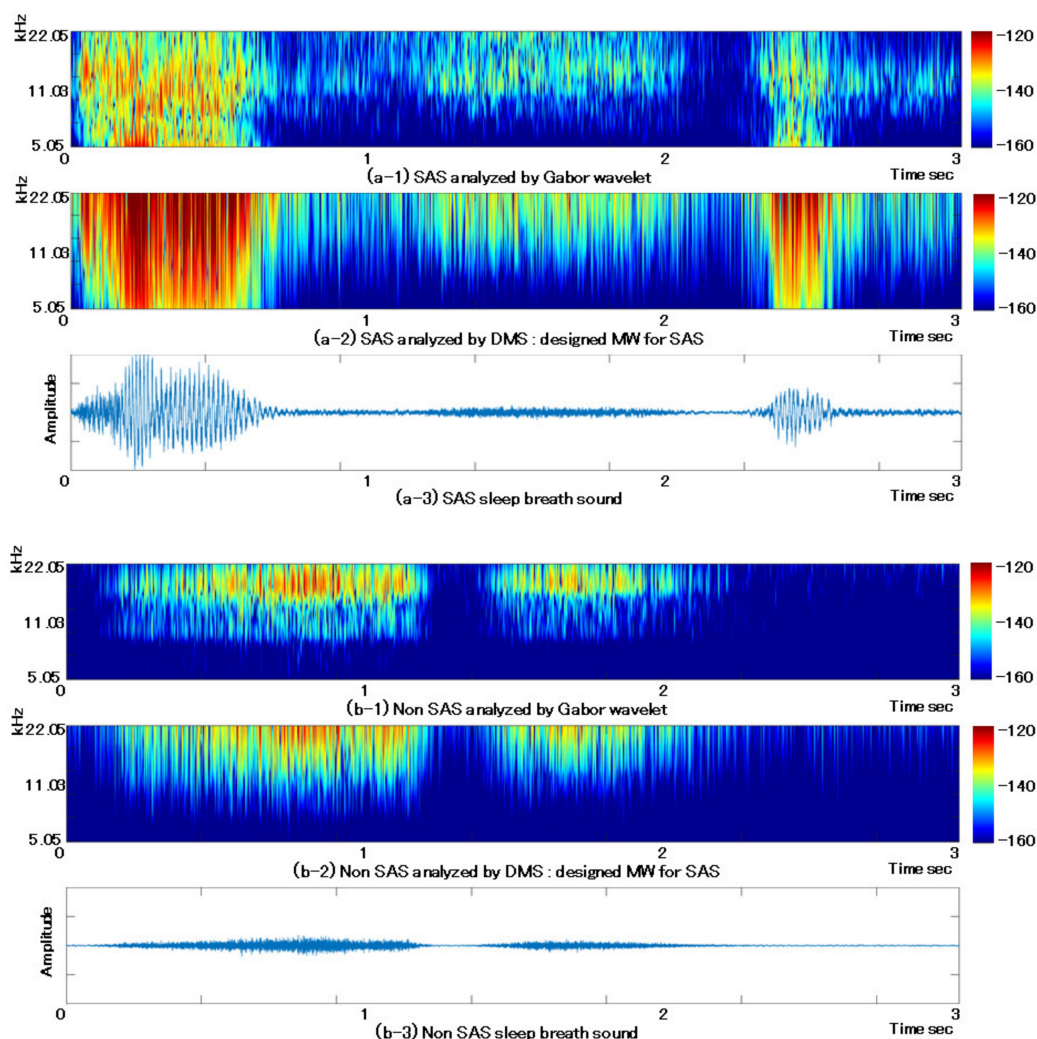 kHz
22.05
11.03
5.05
0
1
2
3
-120
-140
-160
(a-1) SAS analyzed by Gabor wavelet
Time sec
kHz
22.05
11.03
5.05
0
1
2
3
-120
-140
-160
(a-2) SAS analyzed by DMS : designed MW for SAS
Time sec
Amplitude
0
1
2
3
(a-3) SAS sleep breath sound
Time sec
kHz
22.05
11.03
5.05
0
1
2
3
-120
-140
-160
(b-1) Non SAS analyzed by Gabor wavelet
Time sec
kHz
22.05
11.03
5.05
0
1
2
3
-120
-140
-160
(b-2) Non SAS analyzed by DMS : designed MW for SAS
Time sec
Amplitude
0
1
2
3
(b-3) Non SAS sleep breath sound
Time sec